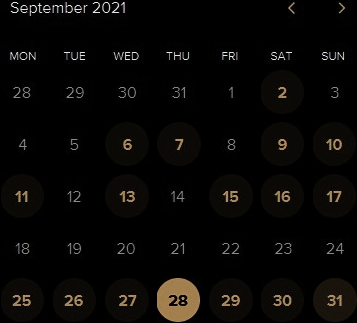 September 2021
MON TUE WED THU FRI SAT SUN
28 29 30 31 1 2 3
4 5 6 7 8 9 10
11 12 13 14 15 16 17
18 19 20 21 22 23 24
25 26 27 28 29 30 31